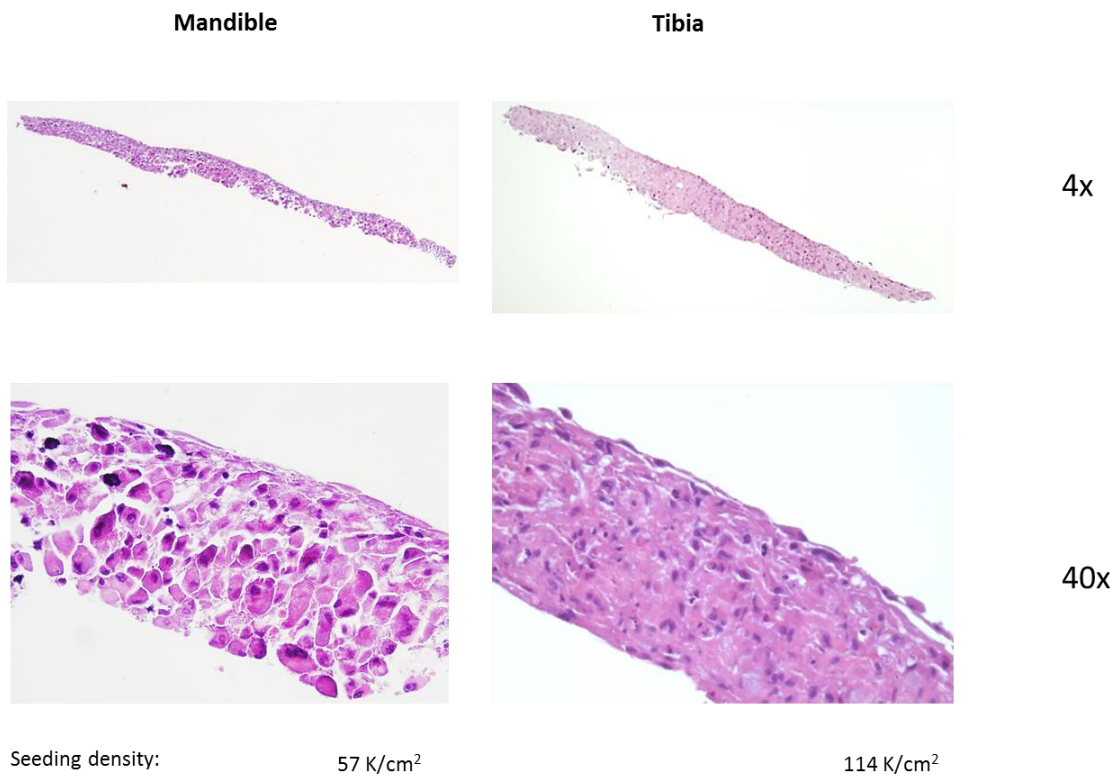 Mandible Tibia
4x
40x
Seeding density: 57 K/cm² 114 K/cm²